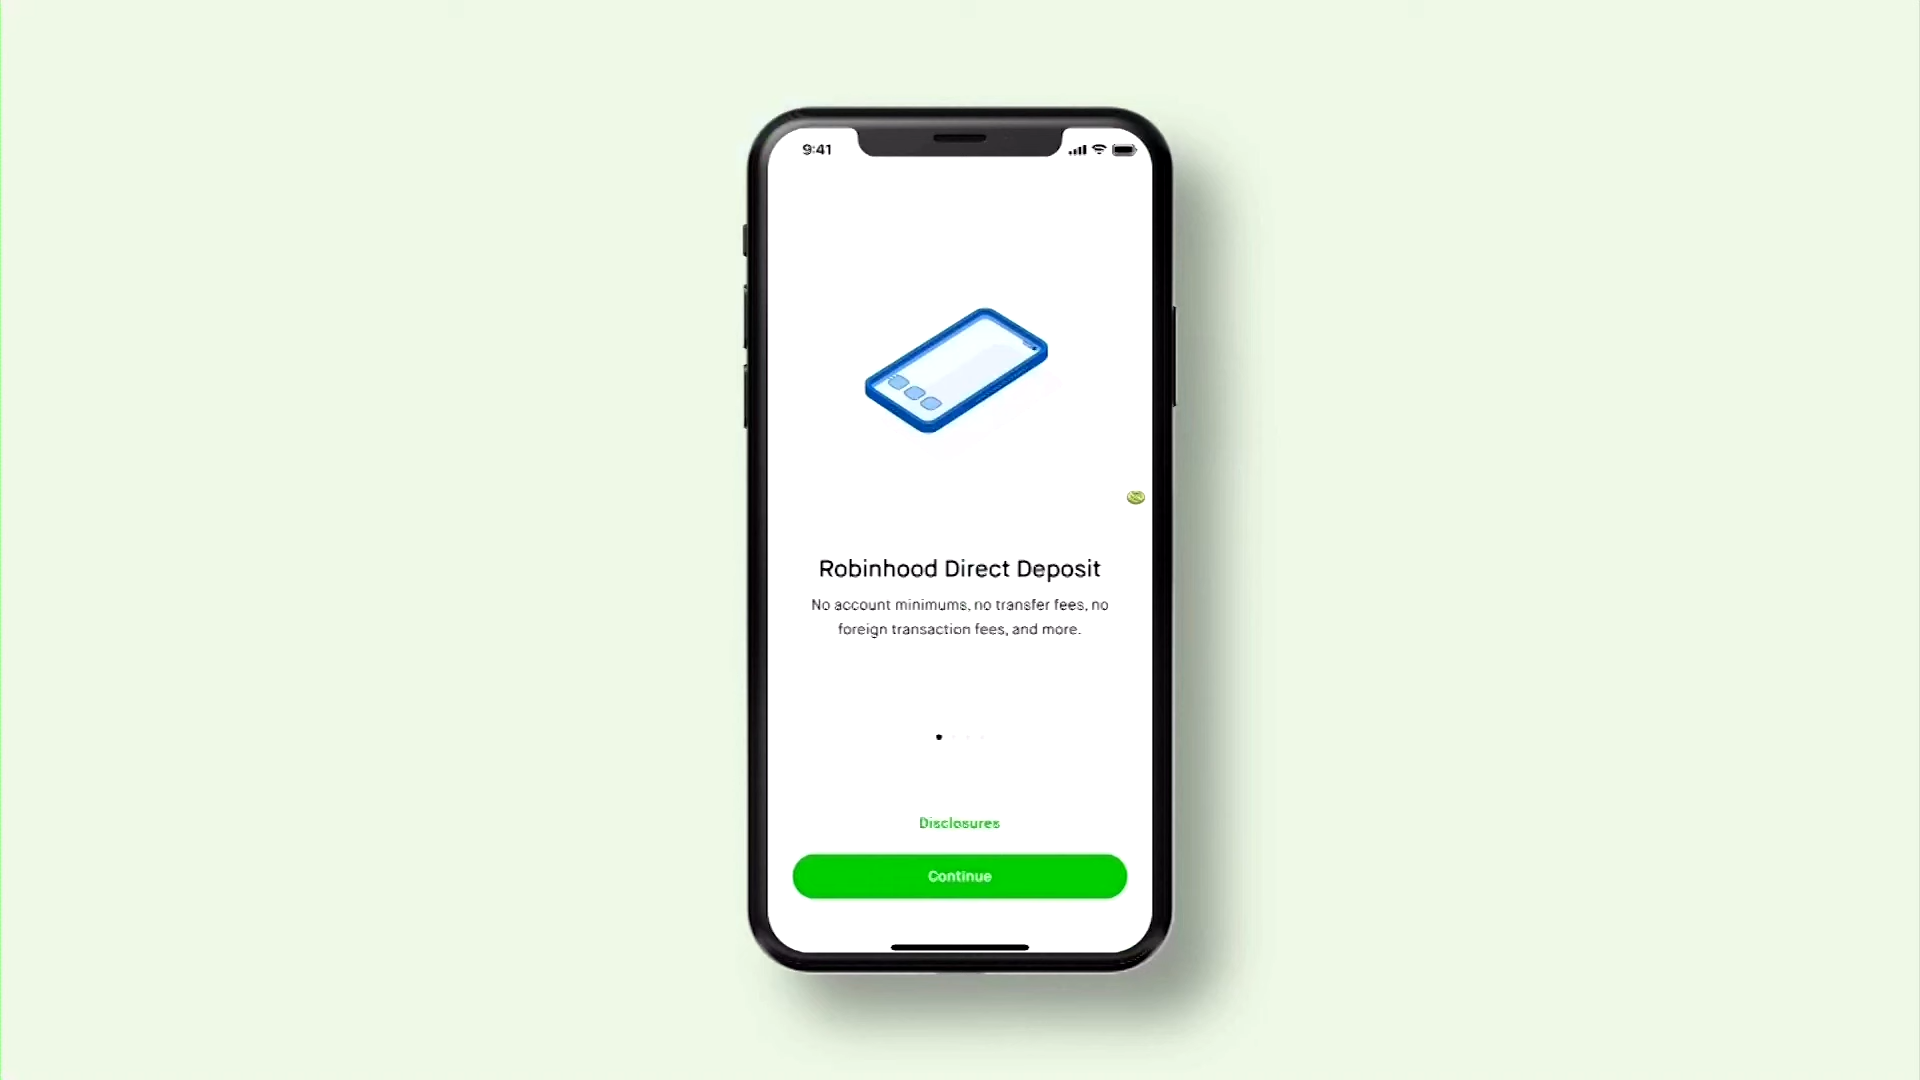 9:41
Robinhood Direct Deposit
No account minimums, no transfer fees, no
foreign transaction fees, and more.
Disclosures
Continue